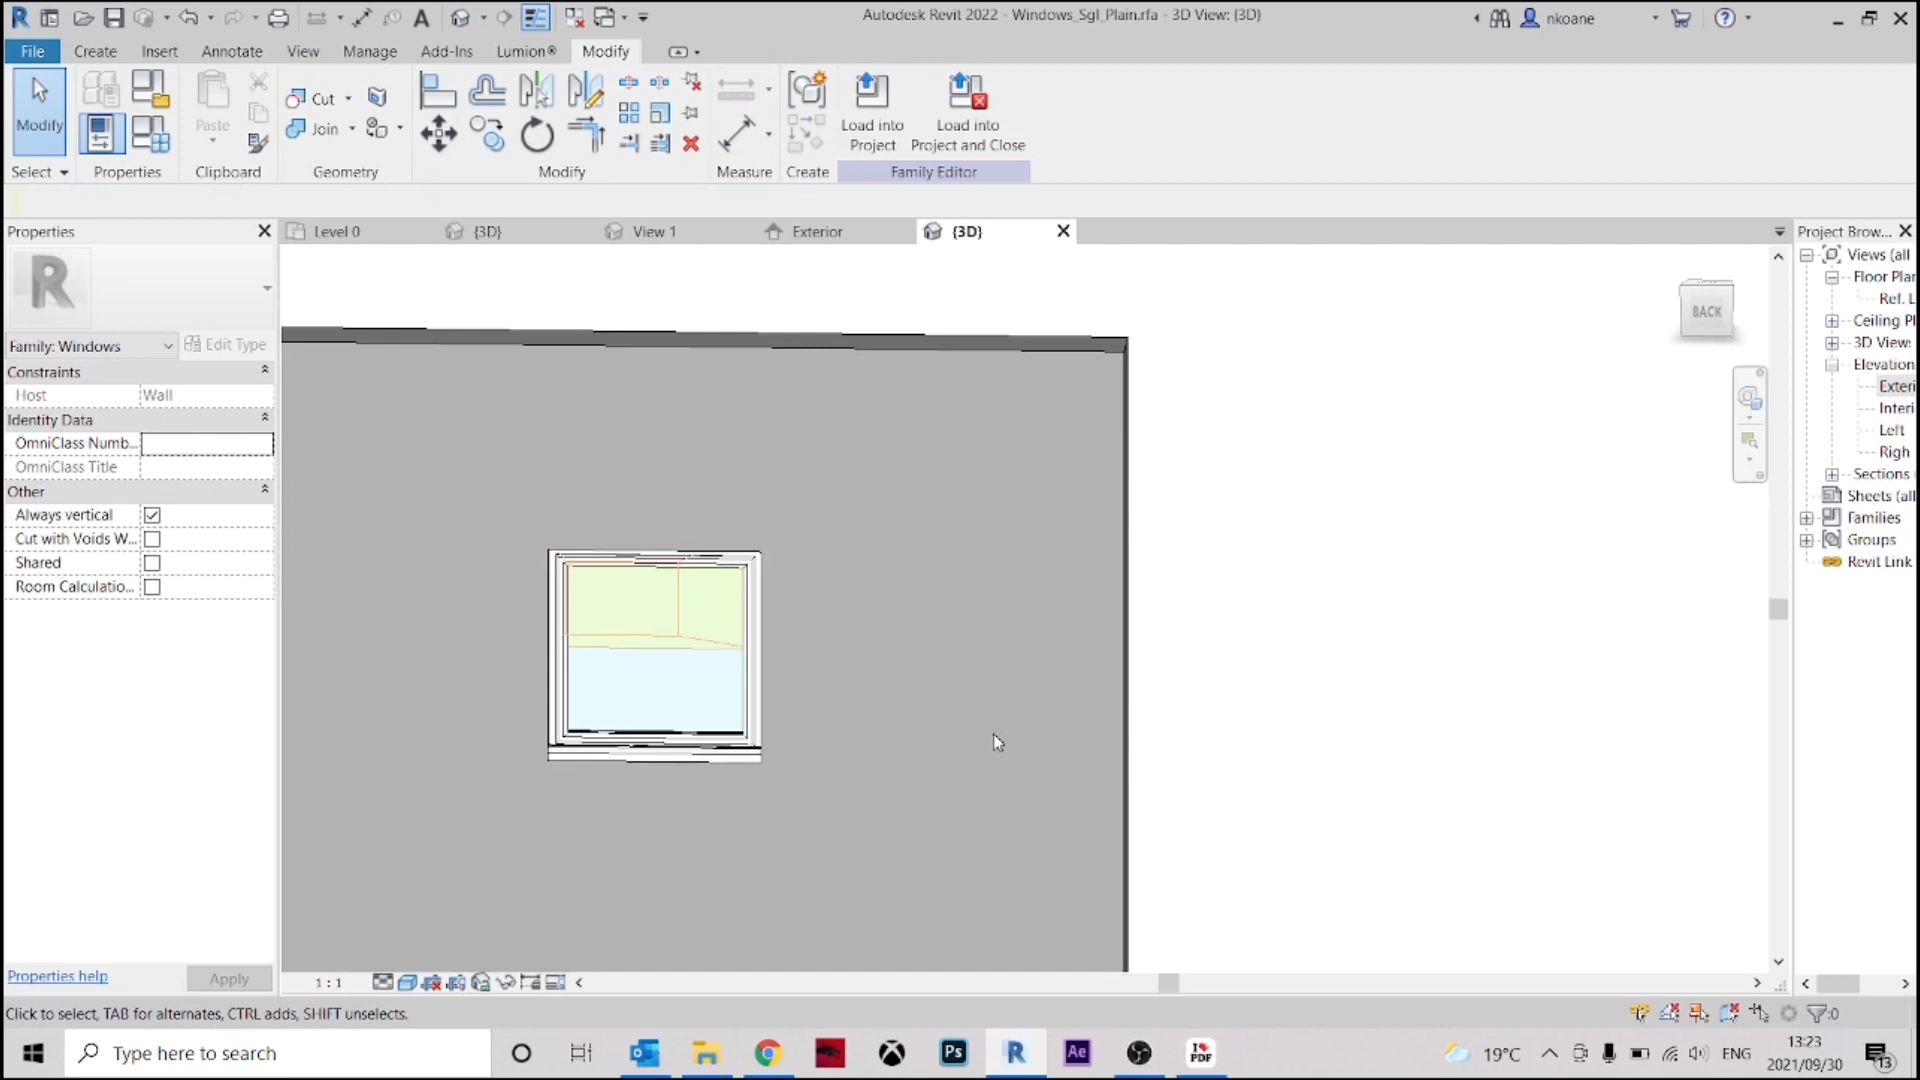 Autodesk Revit 2022 - Windows_Sgl_Plain.rfa - 3D View: {3D}
nkoane
File Create Insert Annotate View Manage Add-Ins Lumion® Modify
Modify
Paste
Cut
Join
Load into Project
Load into Project and Close
Select Properties Clipboard Geometry Modify Measure Create Family Editor
Properties
Level 0 {3D} View 1 Exterior {3D}
Project Brow...
Family: Windows
Edit Type
Constraints
Host Wall
Identity Data
OmniClass Numb...
OmniClass Title
Other
Always vertical
Cut with Voids W...
Shared
Room Calculatio...
Properties help
Apply
BACK
Views (all
Floor Plan
Ref. L
Ceiling Pl
3D View:
Elevation
Exteri
Interi
Left
Righ
Sections
Sheets (all
Families
Groups
Revit Link
1 : 1
Click to select, TAB for alternates, CTRL adds, SHIFT unselects.
:0
Type here to search
Ps
R
Ae
I PDF
19°C
ENG
13:23
2021/09/30
13